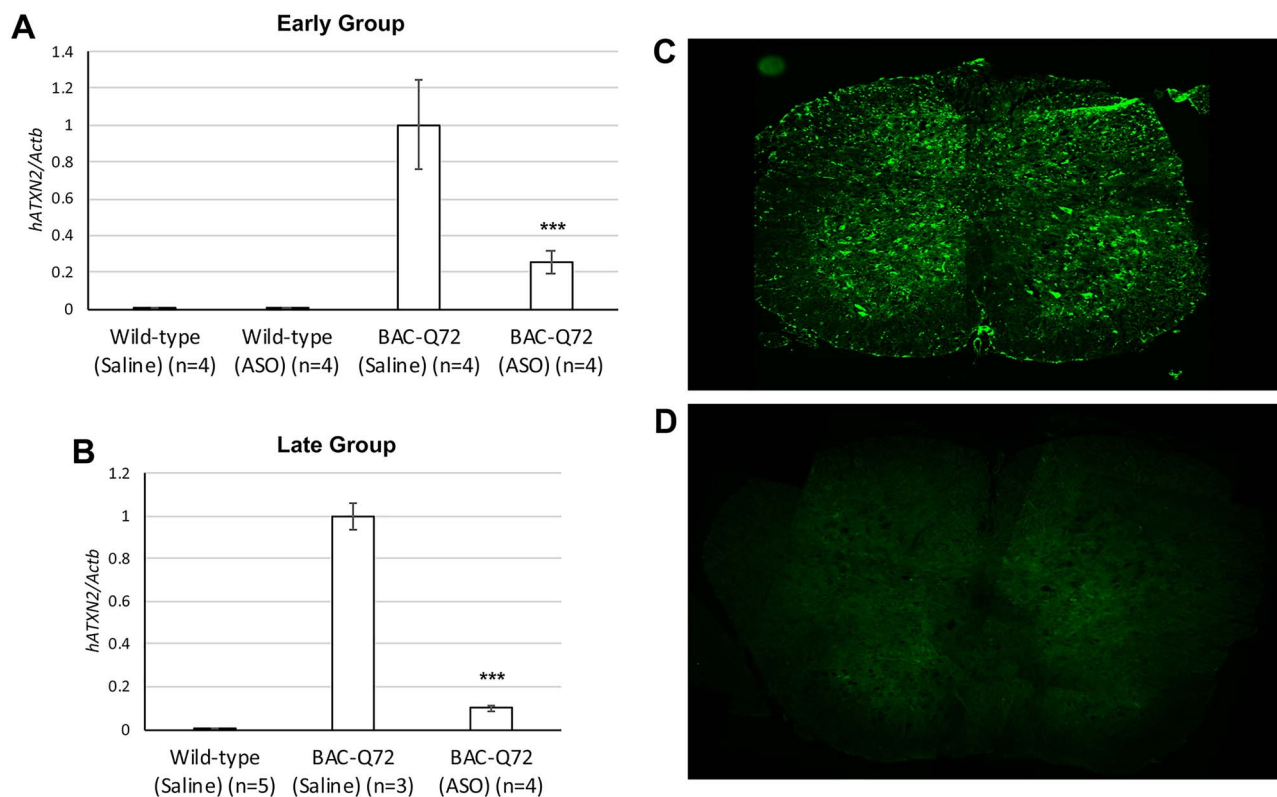 A
Early Group
hATXN2/Actb
1.4
1.2
1
0.8
0.6
0.4
0.2
0
***
Wild-type (Saline) (n=4)
Wild-type (ASO) (n=4)
BAC-Q72 (Saline) (n=4)
BAC-Q72 (ASO) (n=4)
B
Late Group
hATXN2/Actb
1.2
1
0.8
0.6
0.4
0.2
0
***
Wild-type (Saline) (n=5)
BAC-Q72 (Saline) (n=3)
BAC-Q72 (ASO) (n=4)
C
D